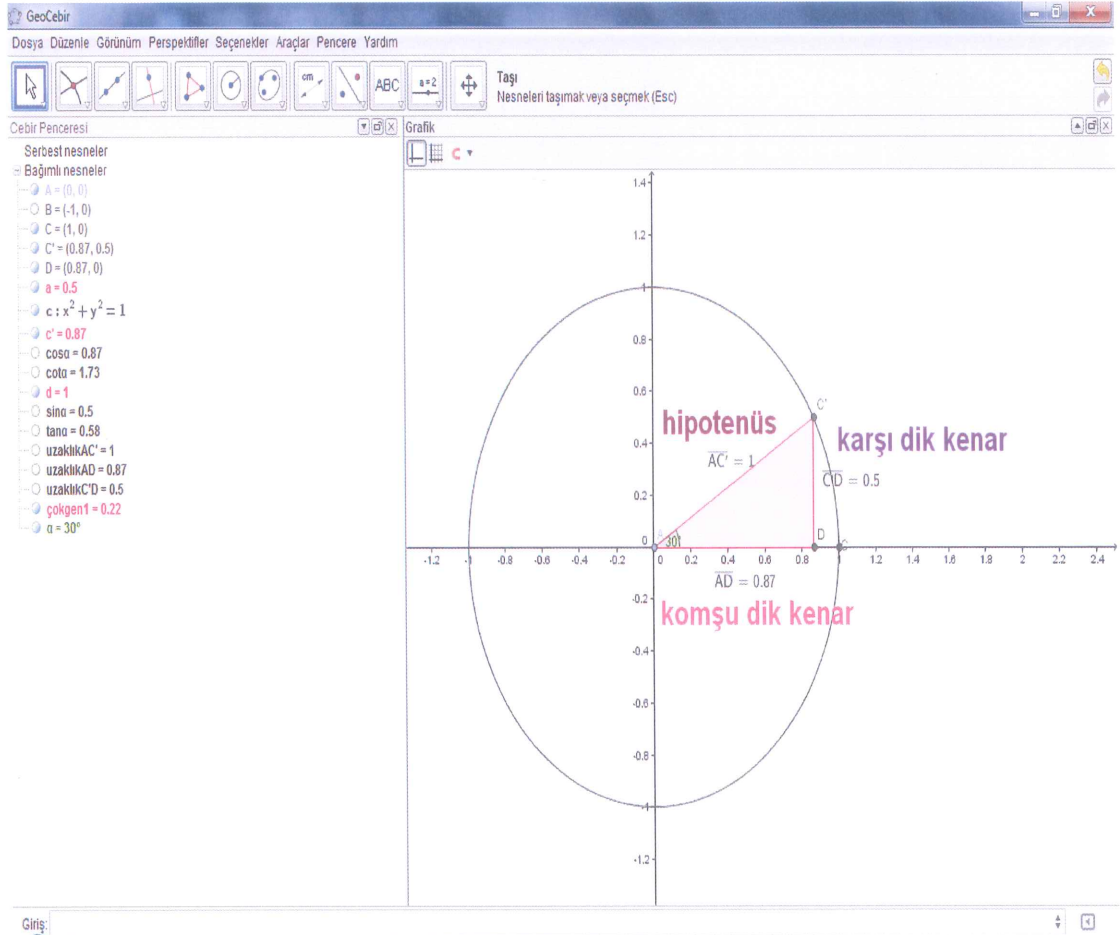 GeoCebir
Dosya Düzenle Görünüm Perspektifler Seçenekler Araçlar Pencere Yardım
cm
ABC
a=2
Taşı
Nesneleri taşımak veya seçmek (Esc)
Cebir Penceresi
Grafik
Serbest nesneler
Bağımlı nesneler
A = (0, 0)
B = (-1, 0)
C = (1, 0)
C' = (0.87, 0.5)
D = (0.87, 0)
a = 0.5
c : x² + y² = 1
c' = 0.87
cosα = 0.87
cotα = 1.73
d = 1
sinα = 0.5
tanα = 0.58
uzaklıkAC' = 1
uzaklıkAD = 0.87
uzaklıkC'D = 0.5
çokgen1 = 0.22
α = 30°
1.4
1.2
1
0.8
0.6
C'
hipotenüs
karşı dik kenar
0.4
AC' = 1
C'D = 0.5
0.2
A
D
C
0
30°
-1.2 -1 -0.8 -0.6 -0.4 -0.2 0 0.2 0.4 0.6 0.8 1 1.2 1.4 1.6 1.8 2 2.2 2.4
AD = 0.87
-0.2
komşu dik kenar
-0.4
-0.6
-0.8
-1
-1.2
Giriş: